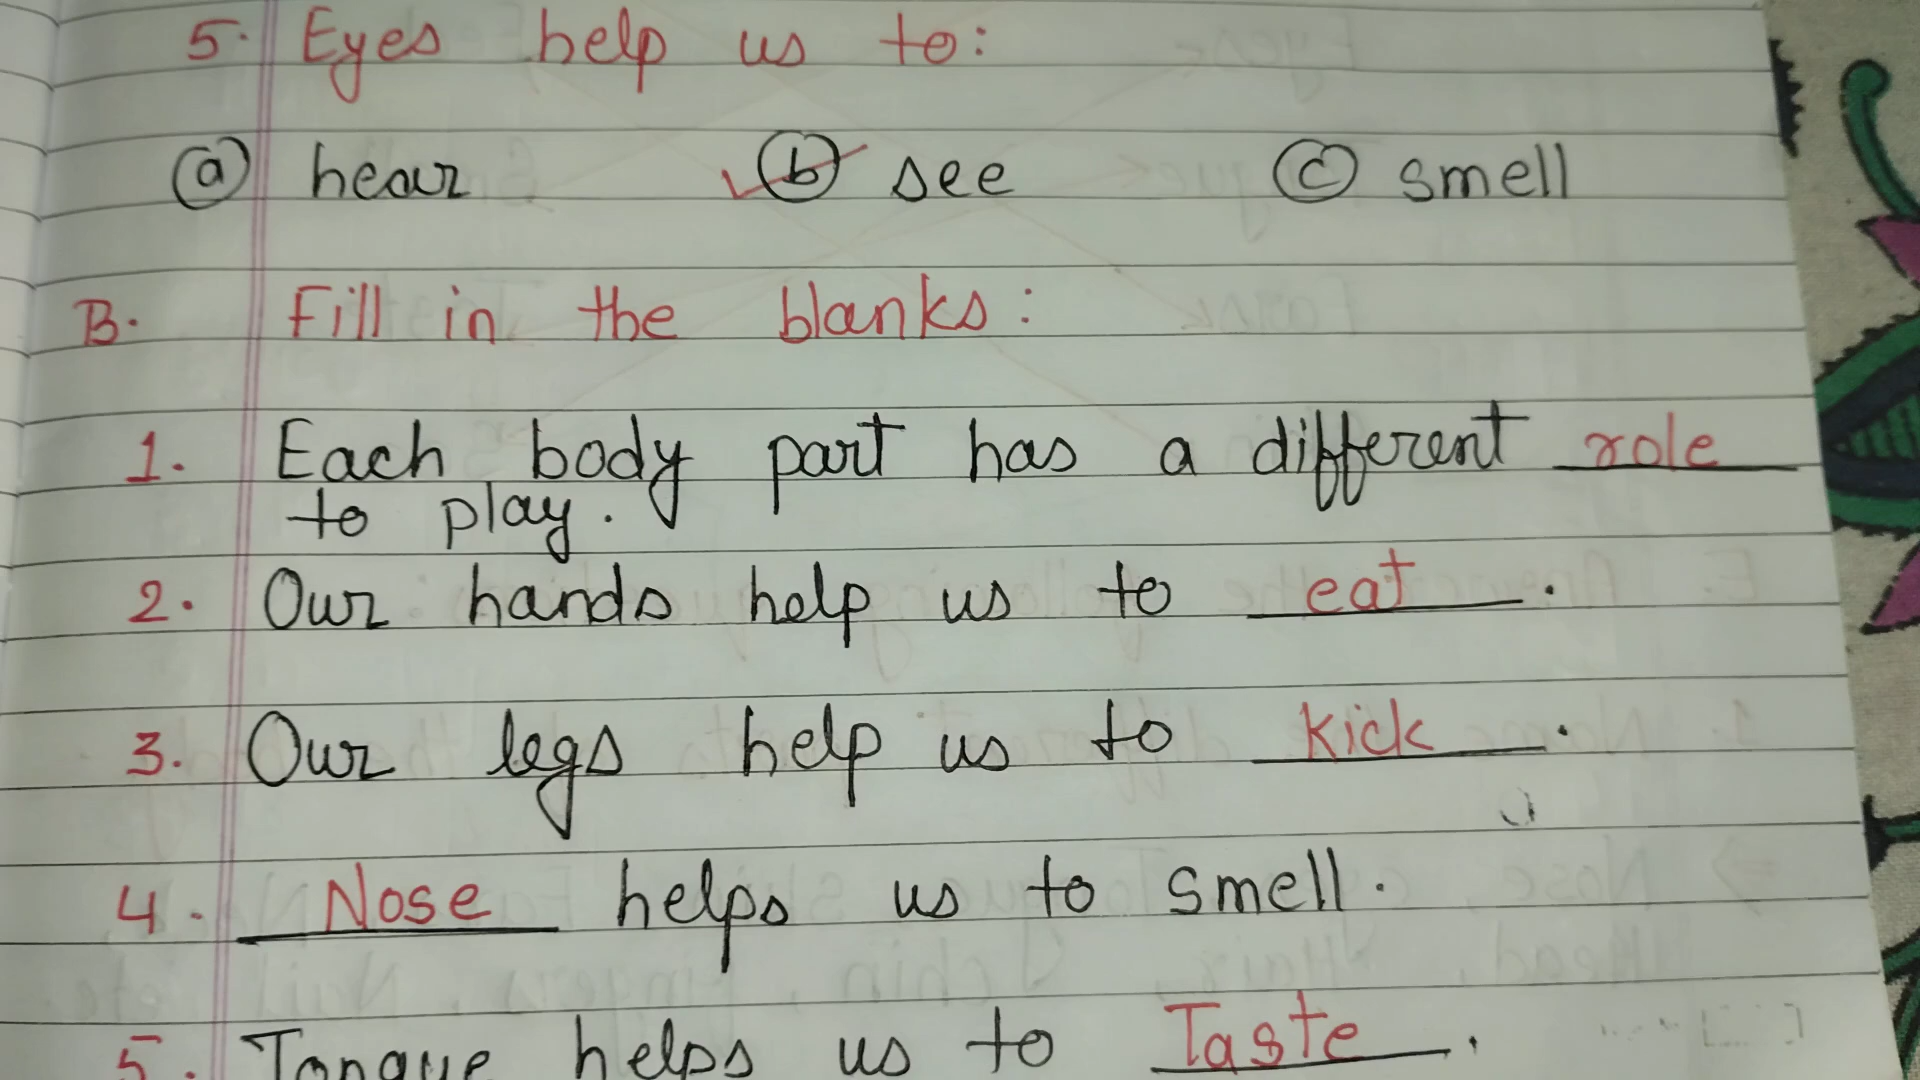 5. Eyes help us to:
(a) hear (b) see (c) smell
B. Fill in the blanks:
1. Each body part has a different role
to play.
2. Our hands help us to eat.
3. Our legs help us to kick.
4. Nose helps us to smell.
5. Tongue helps us to Taste.